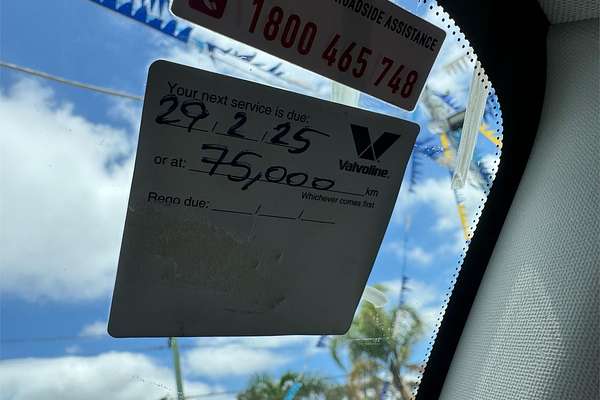 ROADSIDE ASSISTANCE
1800 465 748
Your next service is due:
29/2/25
Valvoline
or at: 75,000 km
Whichever comes first
Rego due: / /